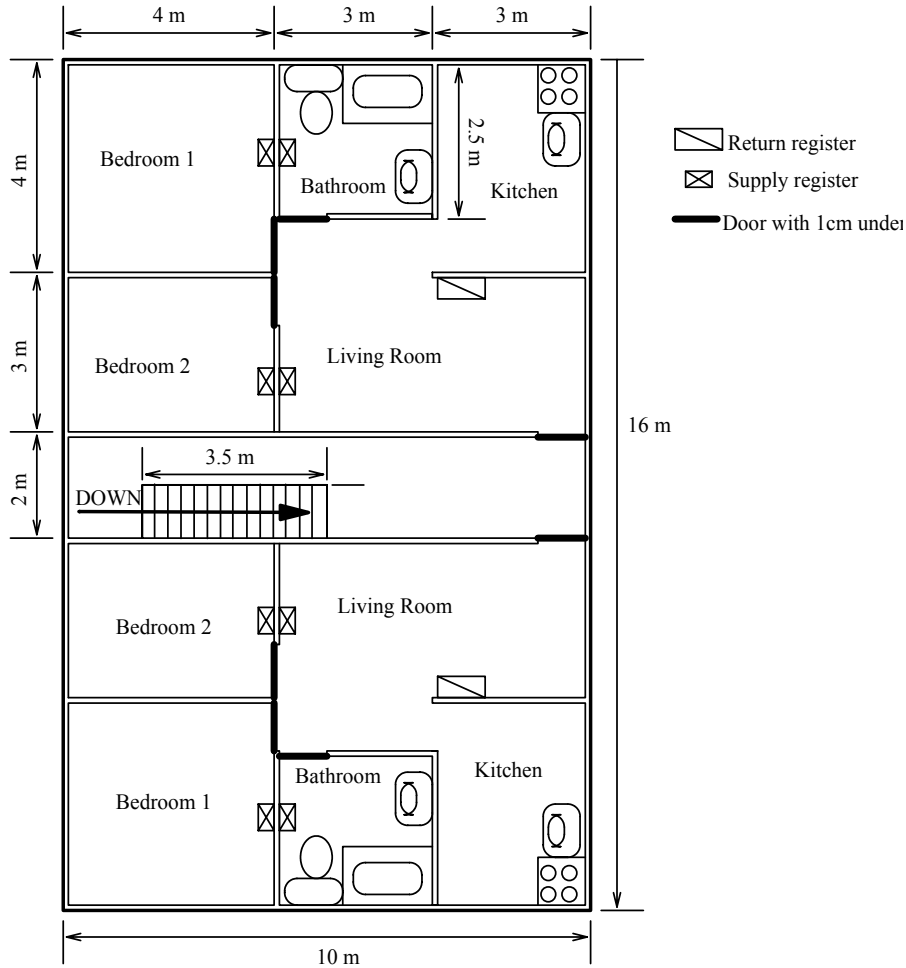 4 m
3 m
3 m
4 m
Bedroom 1
Bathroom
2.5 m
Kitchen
Return register
Supply register
Door with 1cm under
3 m
Bedroom 2
Living Room
16 m
2 m
3.5 m
DOWN
Living Room
Bedroom 2
Bathroom
Kitchen
Bedroom 1
10 m